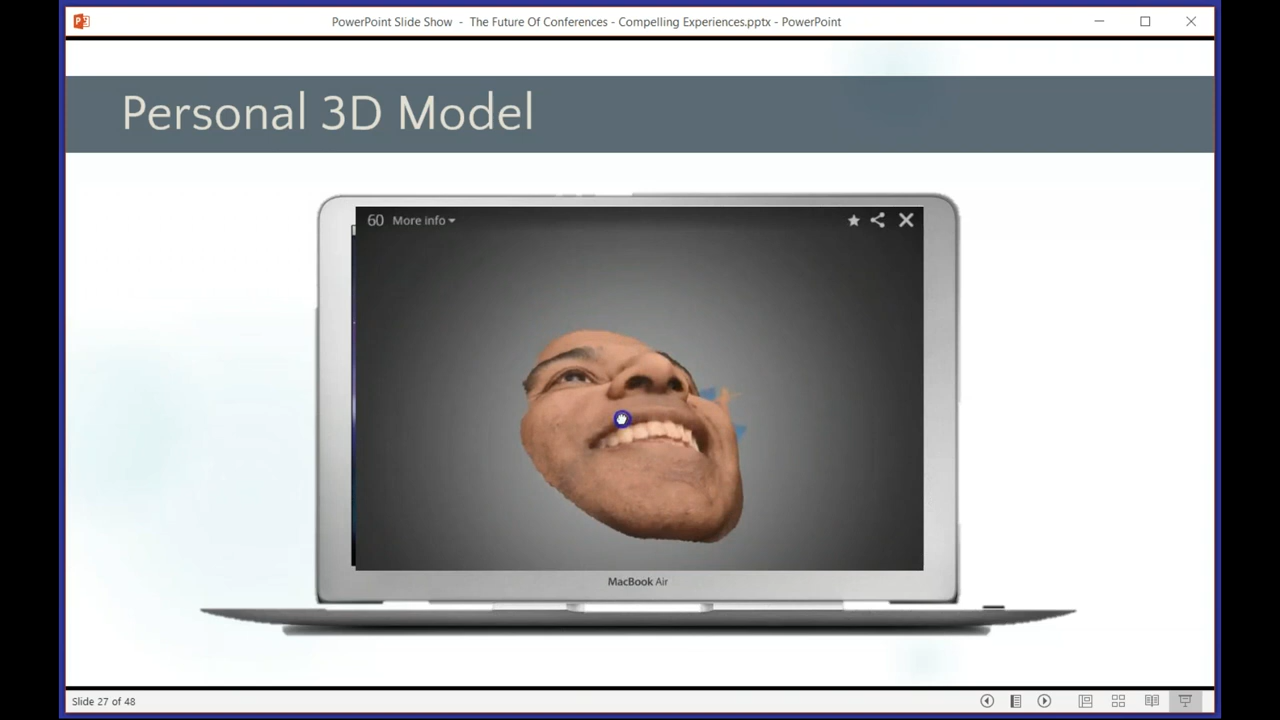 PowerPoint Slide Show - The Future Of Conferences - Compelling Experiences.pptx - PowerPoint
Personal 3D Model
60 More info
MacBook Air
Slide 27 of 48